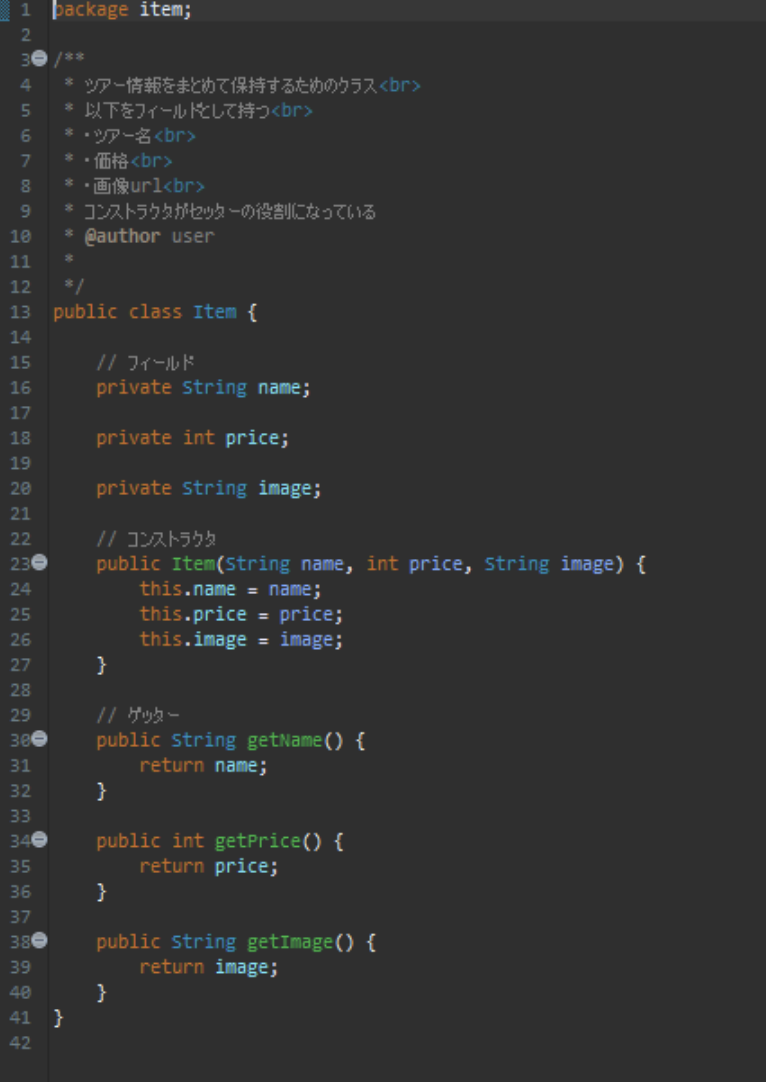 1 package item;
2
3 /**
4  * ツアー情報をまとめて保持するためのクラス<br>
5  * 以下をフィールドとして持つ<br>
6  * ・ツアー名<br>
7  * ・価格<br>
8  * ・画像url<br>
9  * コンストラクタがセッターの役割になっている
10  * @author user
11  *
12  */
13 public class Item {
14
15     // フィールド
16     private String name;
17
18     private int price;
19
20     private String image;
21
22     // コンストラクタ
23     public Item(String name, int price, String image) {
24         this.name = name;
25         this.price = price;
26         this.image = image;
27     }
28
29     // ゲッター
30     public String getName() {
31         return name;
32     }
33
34     public int getPrice() {
35         return price;
36     }
37
38     public String getImage() {
39         return image;
40     }
41 }
42